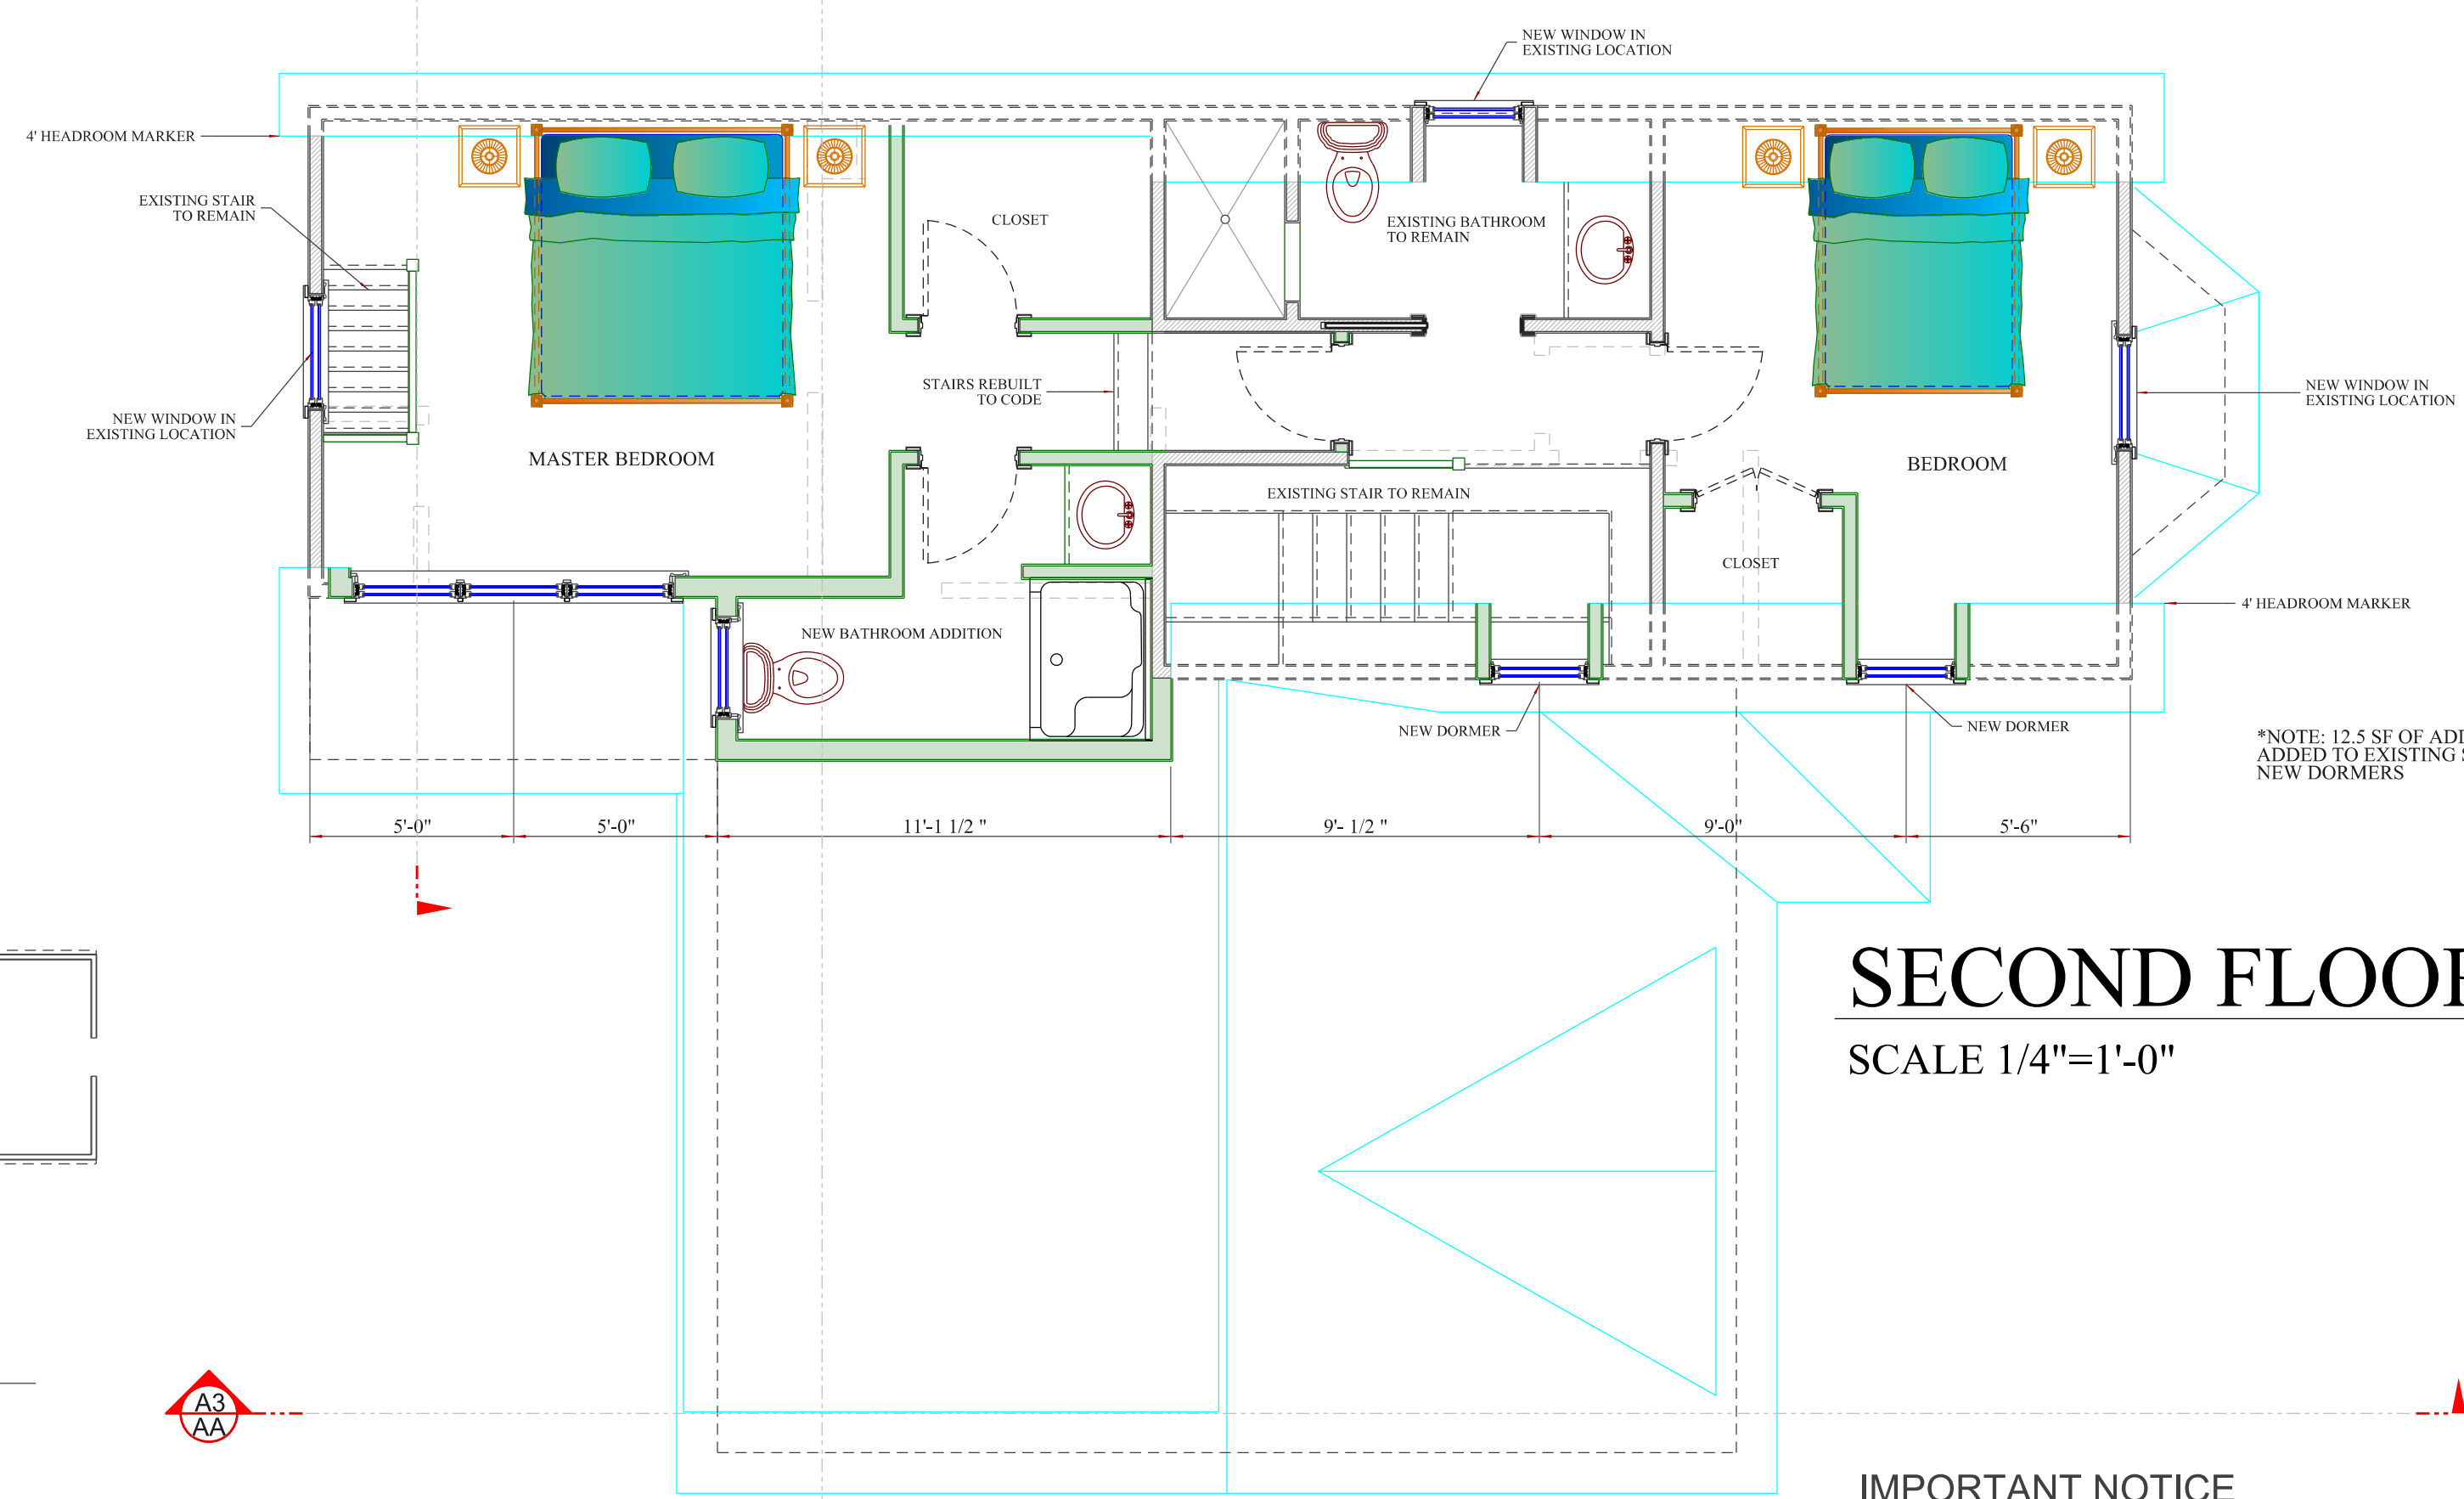 NEW WINDOW IN
EXISTING LOCATION
4' HEADROOM MARKER
EXISTING STAIR
TO REMAIN
CLOSET
EXISTING BATHROOM
TO REMAIN
STAIRS REBUILT
TO CODE
NEW WINDOW IN
EXISTING LOCATION
NEW WINDOW IN
EXISTING LOCATION
MASTER BEDROOM
BEDROOM
EXISTING STAIR TO REMAIN
CLOSET
4' HEADROOM MARKER
NEW BATHROOM ADDITION
NEW DORMER
NEW DORMER
*NOTE: 12.5 SF OF
ADDED TO EXISTING
NEW DORMERS
5'-0"
5'-0"
11'-1 1/2 "
9'- 1/2 "
9'-0"
5'-6"
SECOND FLOOR
SCALE 1/4"=1'-0"
A3
AA
IMPORTANT NOTICE